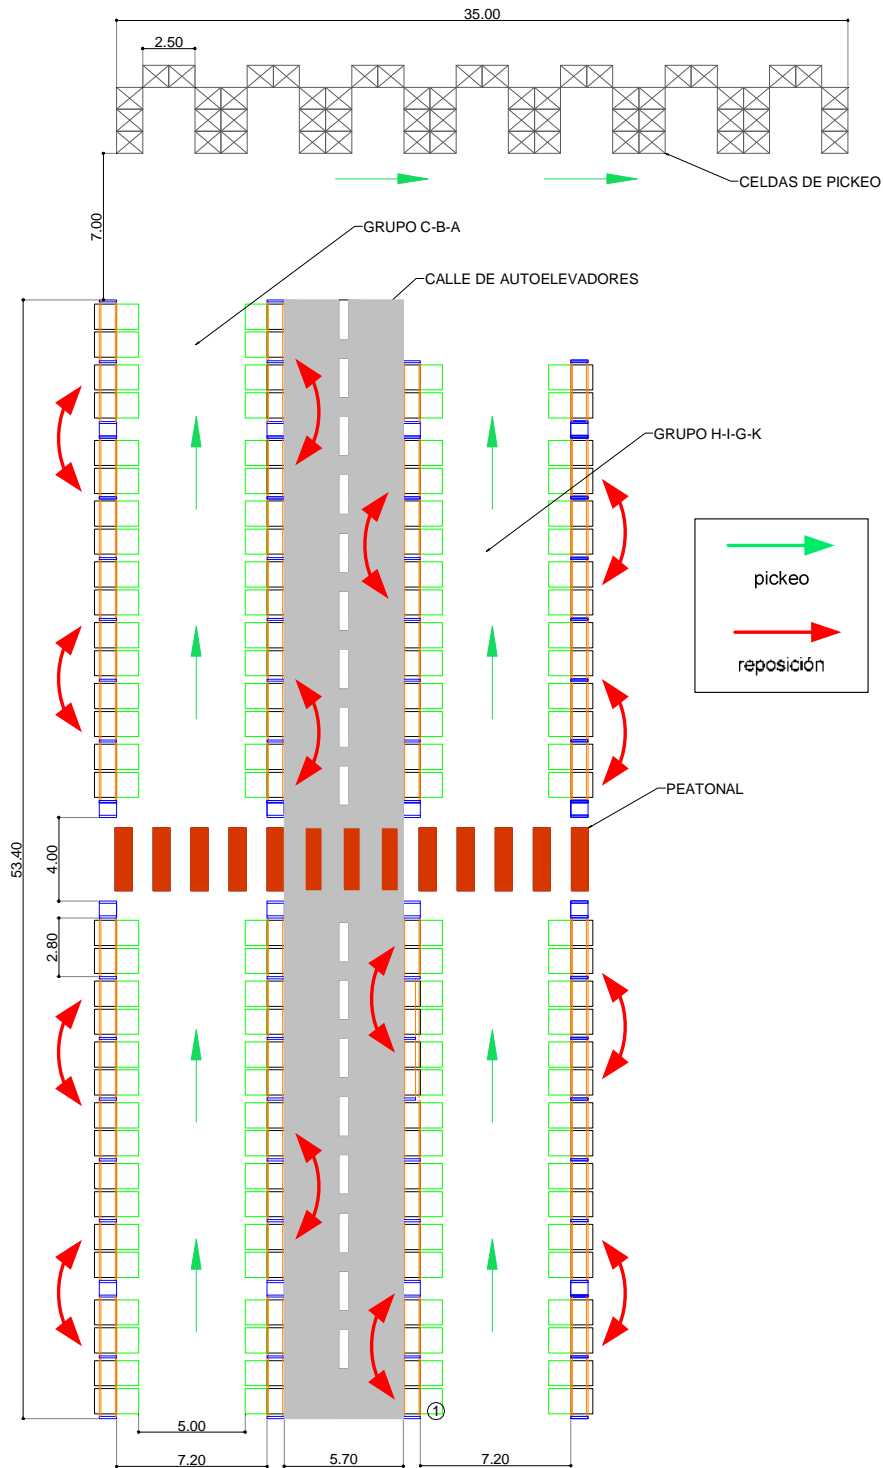 35.00
2.50
CELDAS DE PICKEO
7.00
GRUPO C-B-A
CALLE DE AUTOELEVADORES
GRUPO H-I-G-K
pickeo
reposición
PEATONAL
53.40
4.00
2.80
1
5.00
7.20
5.70
7.20